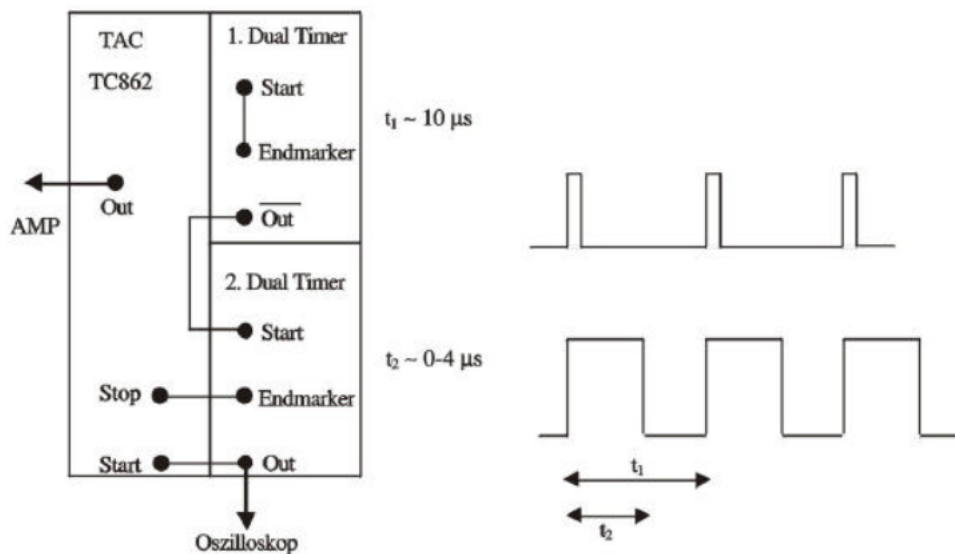 TAC
TC862
Out
AMP
Stop
Start
1. Dual Timer
Start
Endmarker
Out
2. Dual Timer
Start
Endmarker
Out
Oszilloskop
t₁ ~ 10 µs
t₂ ~ 0-4 µs
t₁
t₂